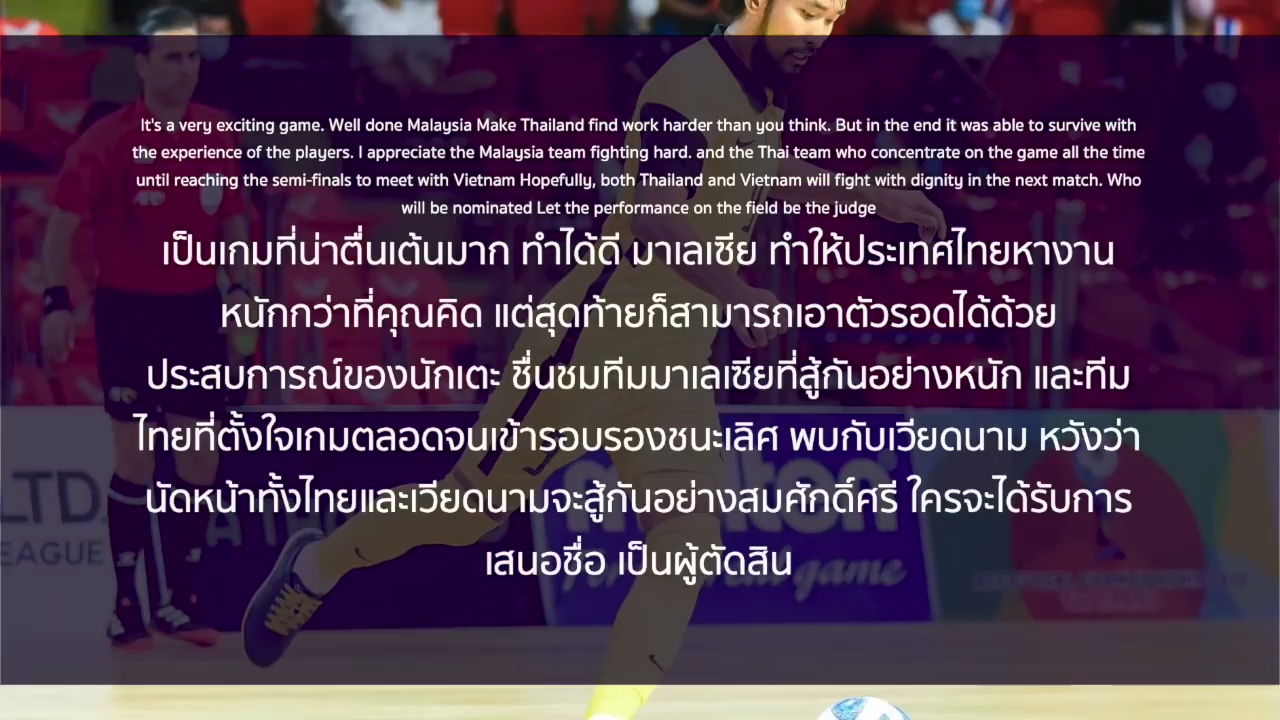 It's a very exciting game. Well done Malaysia Make Thailand find work harder than you think. But in the end it was able to survive with
the experience of the players. I appreciate the Malaysia team fighting hard. and the Thai team who concentrate on the game all the time
until reaching the semi-finals to meet with Vietnam Hopefully, both Thailand and Vietnam will fight with dignity in the next match. Who
will be nominated Let the performance on the field be the judge
เป็นเกมที่น่าตื่นเต้นมาก ทำได้ดี มาเลเซีย ทำให้ประเทศไทยหางาน
หนักกว่าที่คุณคิด แต่สุดท้ายก็สามารถเอาตัวรอดได้ด้วย
ประสบการณ์ของนักเตะ ชื่นชมทีมมาเลเซียที่สู้กันอย่างหนัก และทีม
ไทยที่ตั้งใจเกมตลอดจนเข้ารอบรองชนะเลิศ พบกับเวียดนาม หวังว่า
นัดหน้าทั้งไทยและเวียดนามจะสู้กันอย่างสมศักดิ์ศรี ใครจะได้รับการ
เสนอชื่อ เป็นผู้ตัดสิน
LTD.
EAGUE
game